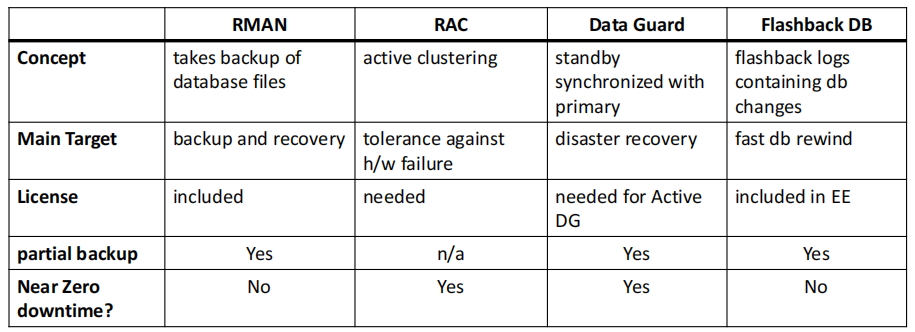 RMAN RAC Data Guard Flashback DB
Concept takes backup of active clustering standby flashback logs
database files synchronized with containing db
primary changes
Main Target backup and recovery tolerance against disaster recovery fast db rewind
h/w failure
License included needed needed for Active included in EE
DG
partial backup Yes n/a Yes Yes
Near Zero No Yes Yes No
downtime?